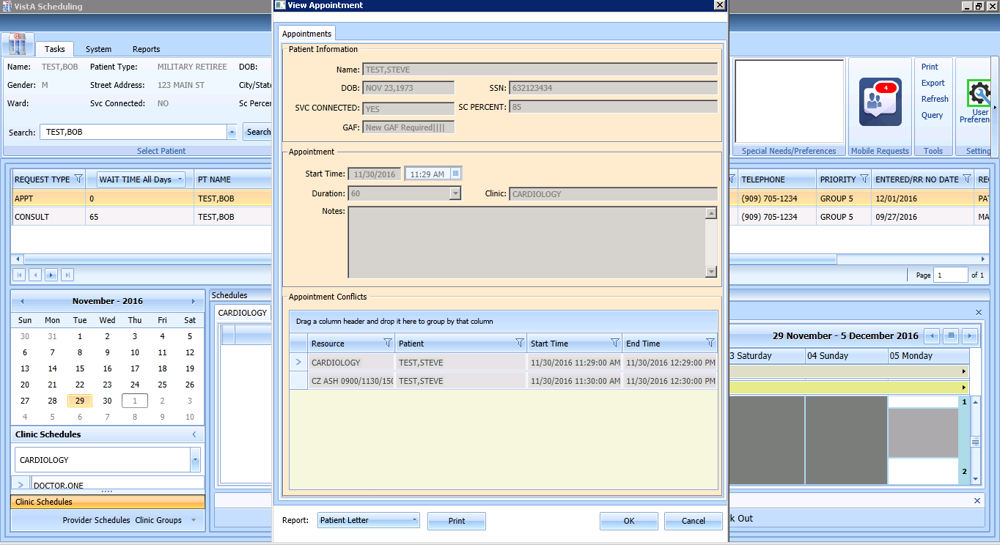 VistA Scheduling
View Appointment
Tasks System Reports
Name: TEST,BOB Patient Type: MILITARY RETIREE DOB:
Gender: M Street Address: 123 MAIN ST City/State
Ward: Svc Connected: NO Sc Percen
Search: TEST,BOB Search
Select Patient
Appointments
Patient Information
Name: TEST,STEVE
DOB: NOV 23,1973 SSN: 632123434
SVC CONNECTED: YES SC PERCENT: 85
GAF: New GAF Required||||
Appointment
Start Time: 11/30/2016 11:29 AM
Duration: 60 Clinic: CARDIOLOGY
Notes:
Appointment Conflicts
Drag a column header and drop it here to group by that column
Resource Patient Start Time End Time
CARDIOLOGY TEST,STEVE 11/30/2016 11:29:00 AM 11/30/2016 12:29:00 PM
CZ ASH 0900/1130/150 TEST,STEVE 11/30/2016 11:30:00 AM 11/30/2016 12:30:00 PM
Report: Patient Letter Print OK Cancel
Special Needs/Preferences
4
Mobile Requests
Print
Export
Refresh
Query
Tools
User
Preferen
Setting
REQUEST TYPE WAIT TIME All Days PT NAME
APPT 0 TEST,BOB
CONSULT 65 TEST,BOB
TELEPHONE PRIORITY ENTERED/RR NO DATE REC
(909) 705-1234 GROUP 5 12/01/2016 PA
(909) 705-1234 GROUP 5 09/27/2016 MA
Page 1 of 1
November - 2016
Sun Mon Tue Wed Thu Fri Sat
30 31 1 2 3 4 5
6 7 8 9 10 11 12
13 14 15 16 17 18 19
20 21 22 23 24 25 26
27 28 29 30 1 2 3
4 5 6 7 8 9 10
Clinic Schedules
CARDIOLOGY
DOCTOR,ONE
Clinic Schedules
Provider Schedules Clinic Groups
Schedules
CARDIOLOGY
29 November - 5 December 2016
3 Saturday 04 Sunday 05 Monday
1
2
k Out